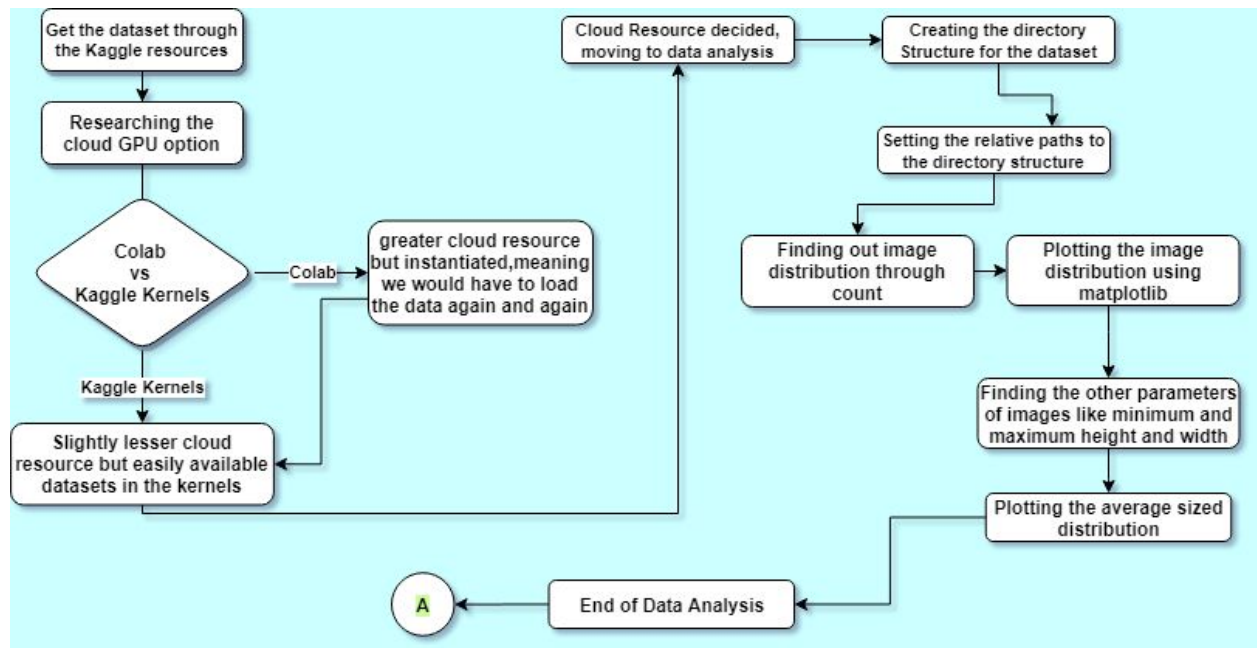 Get the dataset through
the Kaggle resources
Researching the
cloud GPU option
Colab
vs
Kaggle Kernels
Colab
greater cloud resource
but instantiated,meaning
we would have to load
the data again and again
Kaggle Kernels
Slightly lesser cloud
resource but easily available
datasets in the kernels
Cloud Resource decided,
moving to data analysis
Creating the directory
Structure for the dataset
Setting the relative paths to
the directory structure
Finding out image
distribution through
count
Plotting the image
distribution using
matplotlib
Finding the other parameters
of images like minimum and
maximum height and width
Plotting the average sized
distribution
End of Data Analysis
A